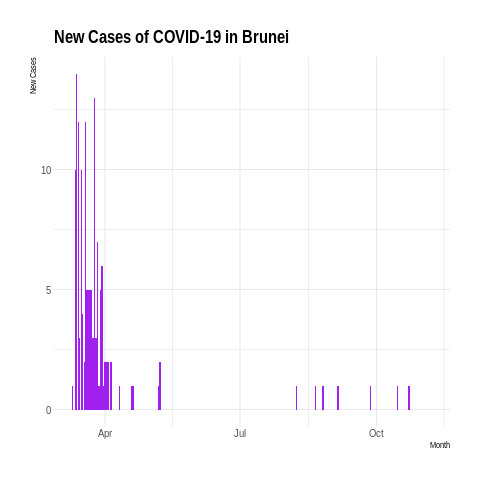 New Cases of COVID-19 in Brunei
New Cases
10
5
0
Apr
Jul
Oct
Month